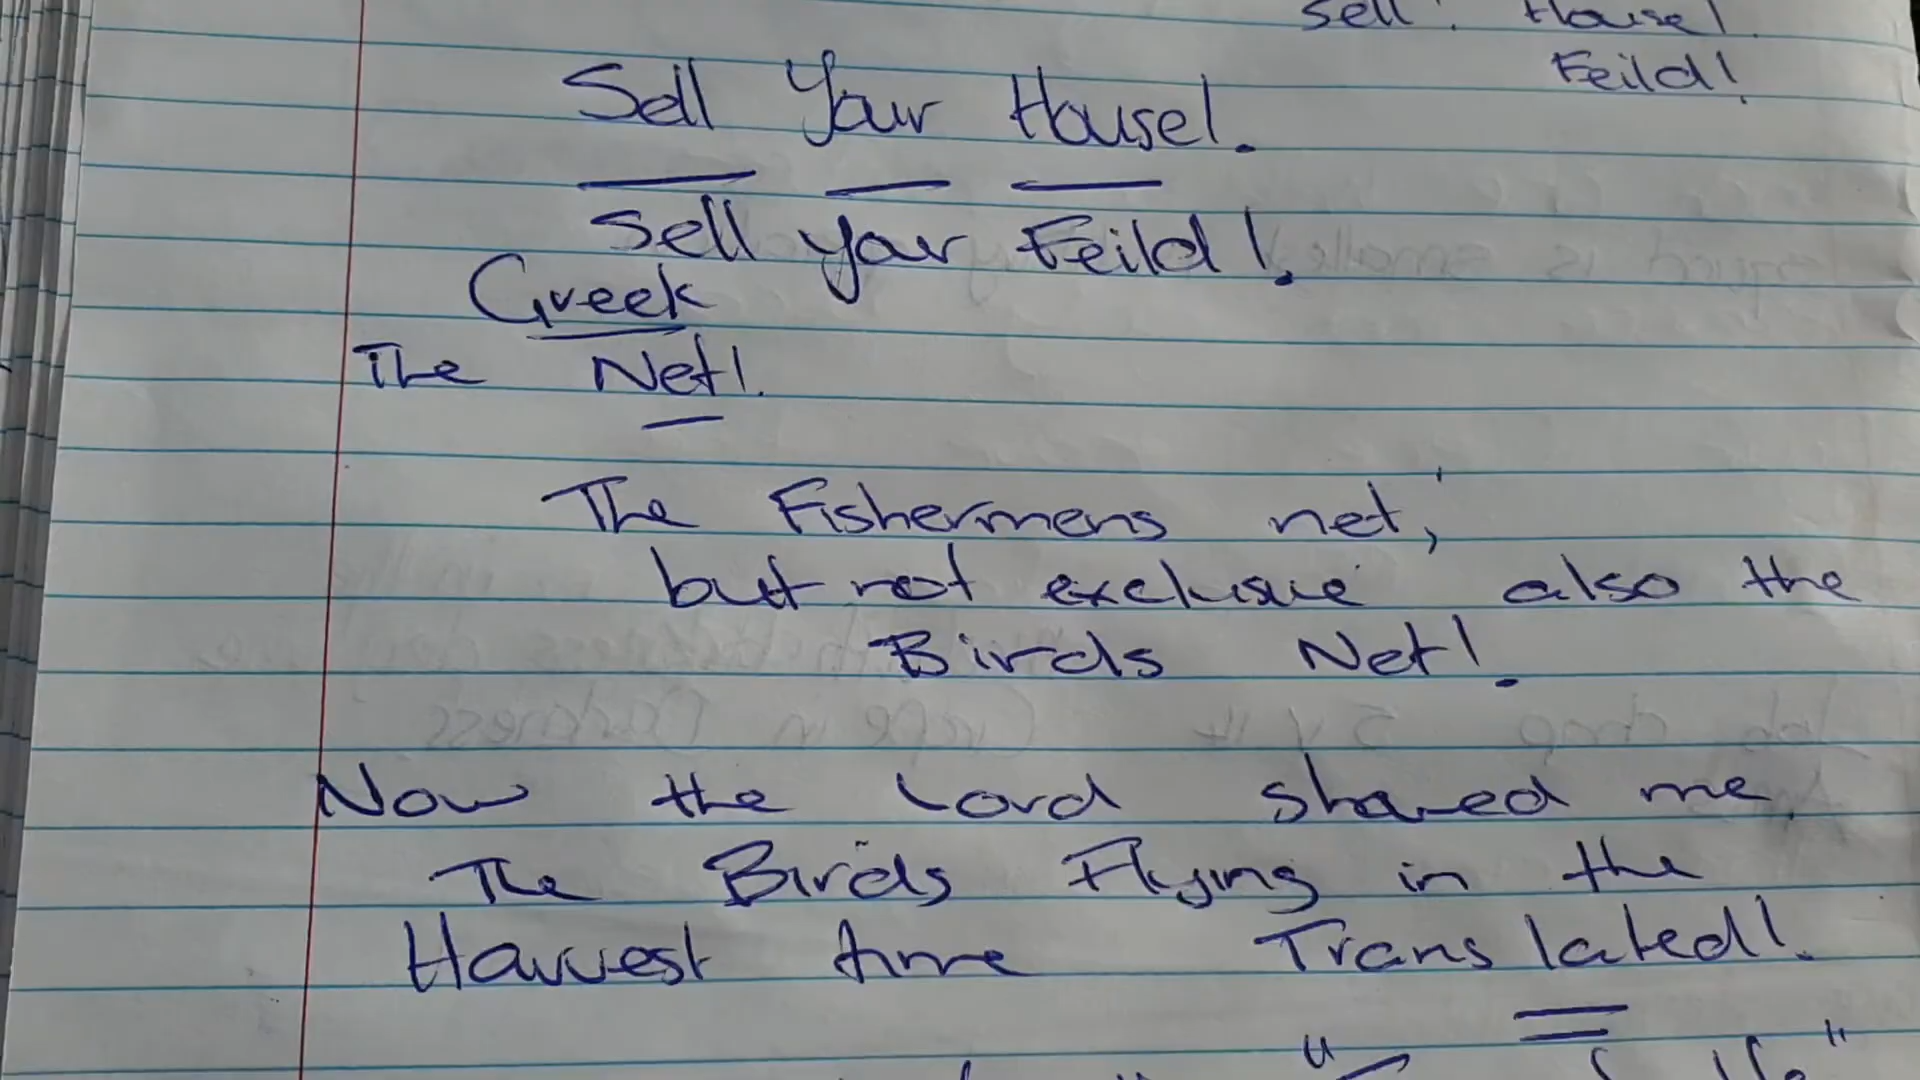 Sell : House!
Feild!
Sell Your House!.
Sell your Feild!.
Greek
The Net!.
The Fishermens net,
but not exclusive also the
Birds Net!.
Now the Lord shared me
The Birds Flying in the
Harvest time Translated!.